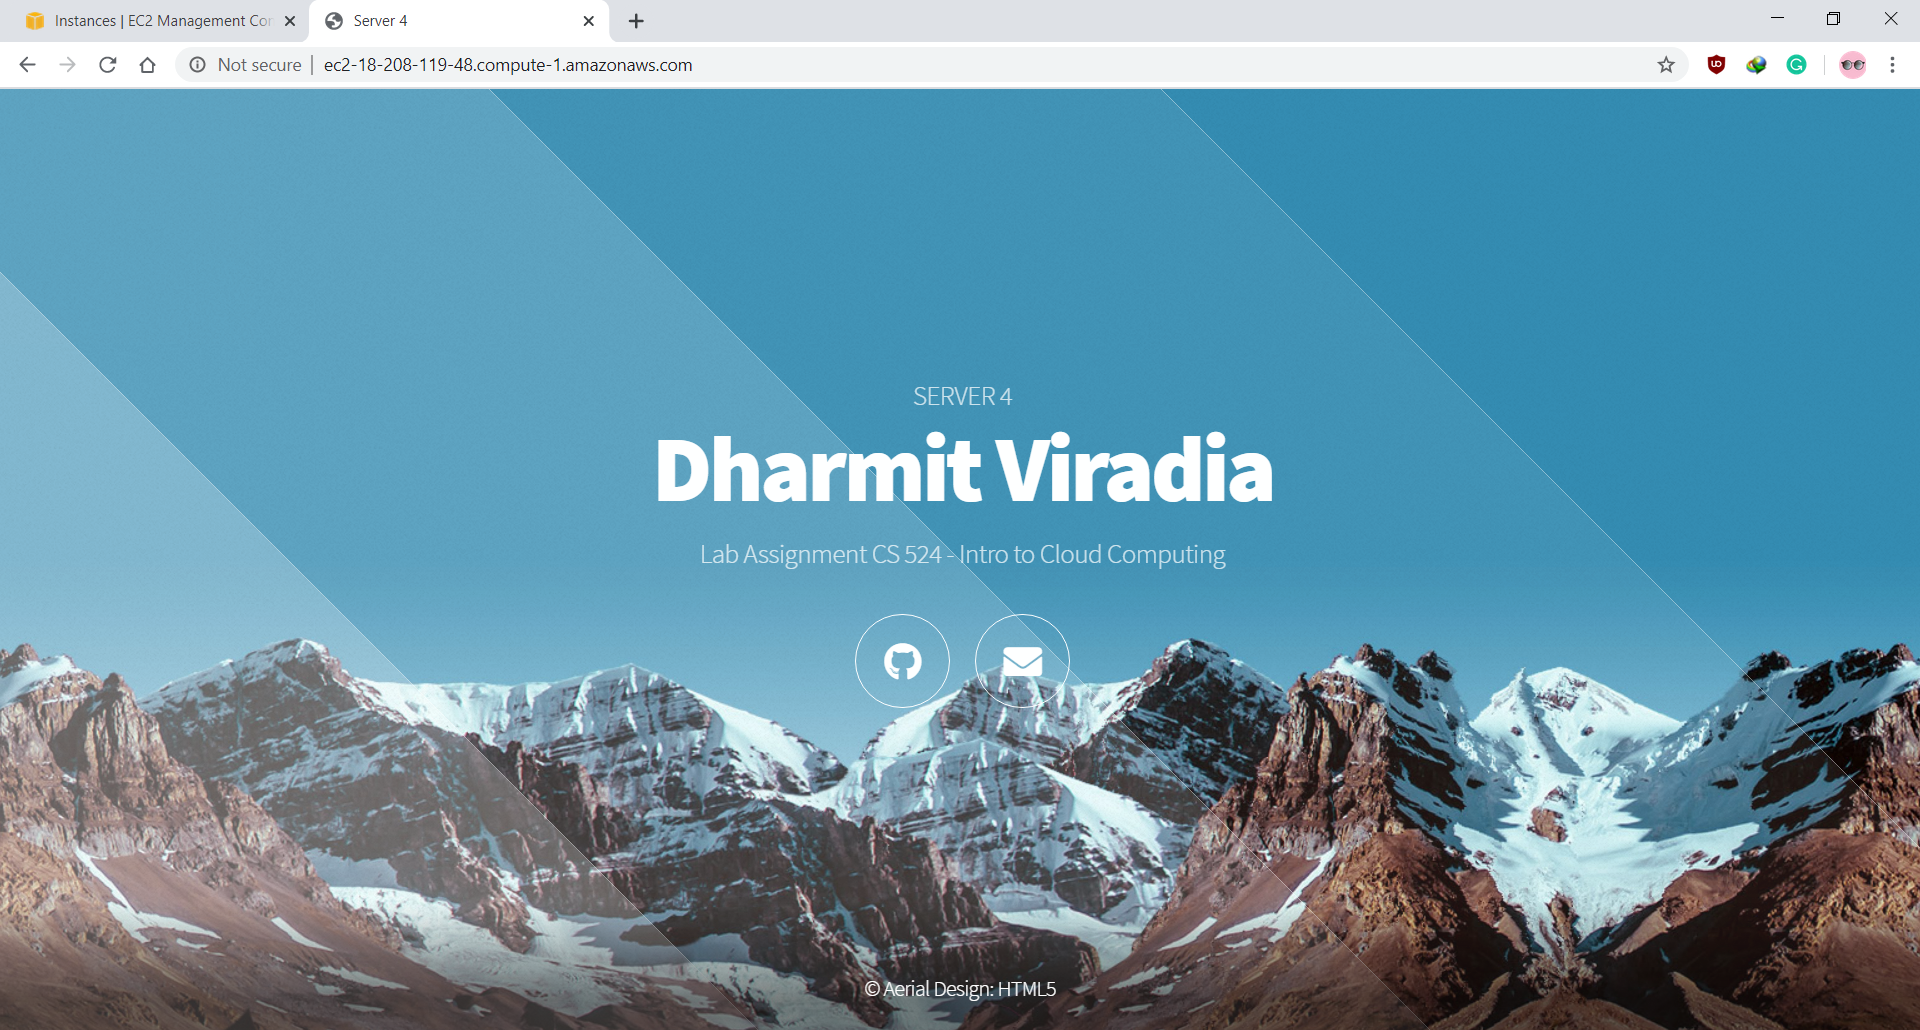 Instances | EC2 Management Con
Server 4
Not secure
ec2-18-208-119-48.compute-1.amazonaws.com
SERVER 4
Dharmit Viradia
Lab Assignment CS 524 - Intro to Cloud Computing
© Aerial Design: HTML5